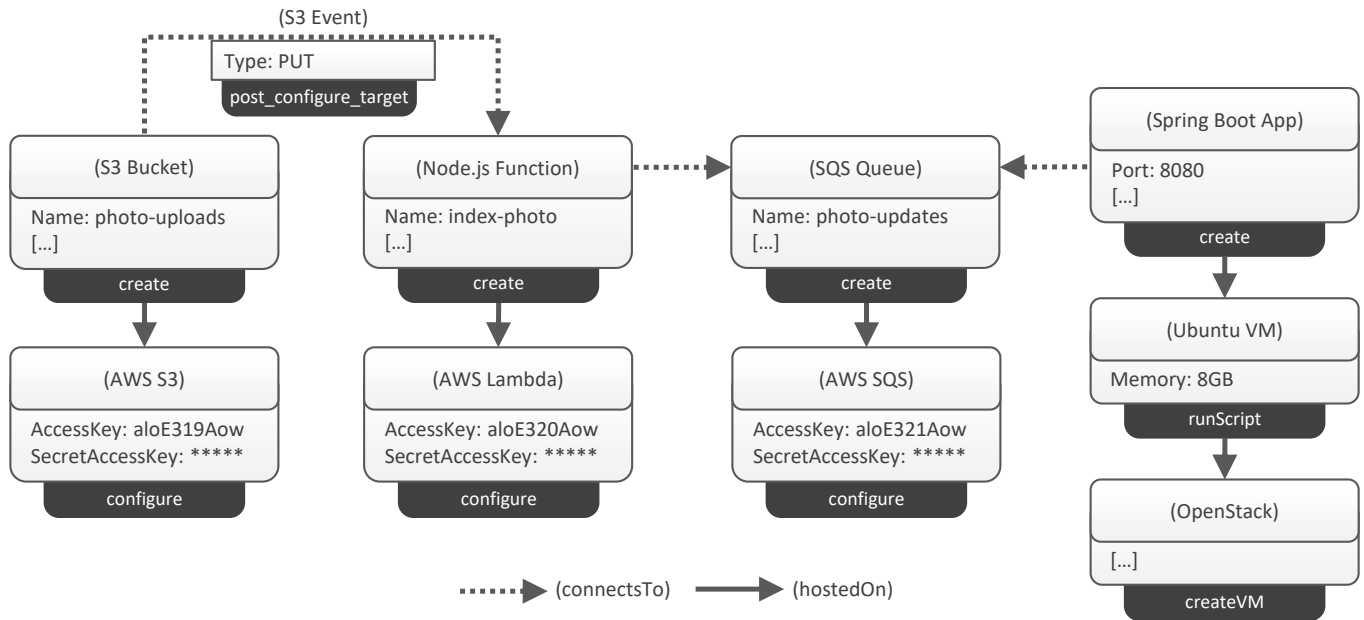 (S3 Event)
Type: PUT
post_configure_target
(S3 Bucket)
Name: photo-uploads
[...]
create
(Node.js Function)
Name: index-photo
[...]
create
(SQS Queue)
Name: photo-updates
[...]
create
(Spring Boot App)
Port: 8080
[...]
create
(AWS S3)
AccessKey: aloE319Aow
SecretAccessKey: *****
configure
(AWS Lambda)
AccessKey: aloE320Aow
SecretAccessKey: *****
configure
(AWS SQS)
AccessKey: aloE321Aow
SecretAccessKey: *****
configure
(Ubuntu VM)
Memory: 8GB
runScript
(OpenStack)
[...]
createVM
(connectsTo)
(hostedOn)